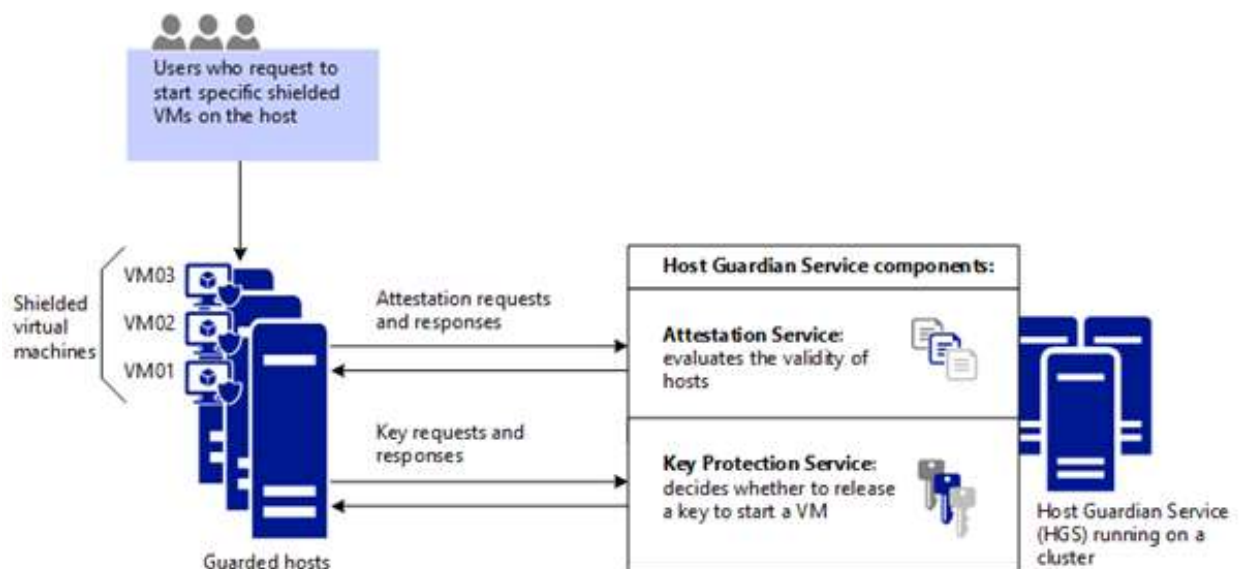 Users who request to
start specific shielded
VMs on the host
VM03
VM02
VM01
Shielded
virtual
machines
Attestation requests
and responses
Key requests and
responses
Guarded hosts
Host Guardian Service components:
Attestation Service:
evaluates the validity of
hosts
Key Protection Service:
decides whether to release
a key to start a VM
Host Guardian Service
(HGS) running on a
cluster